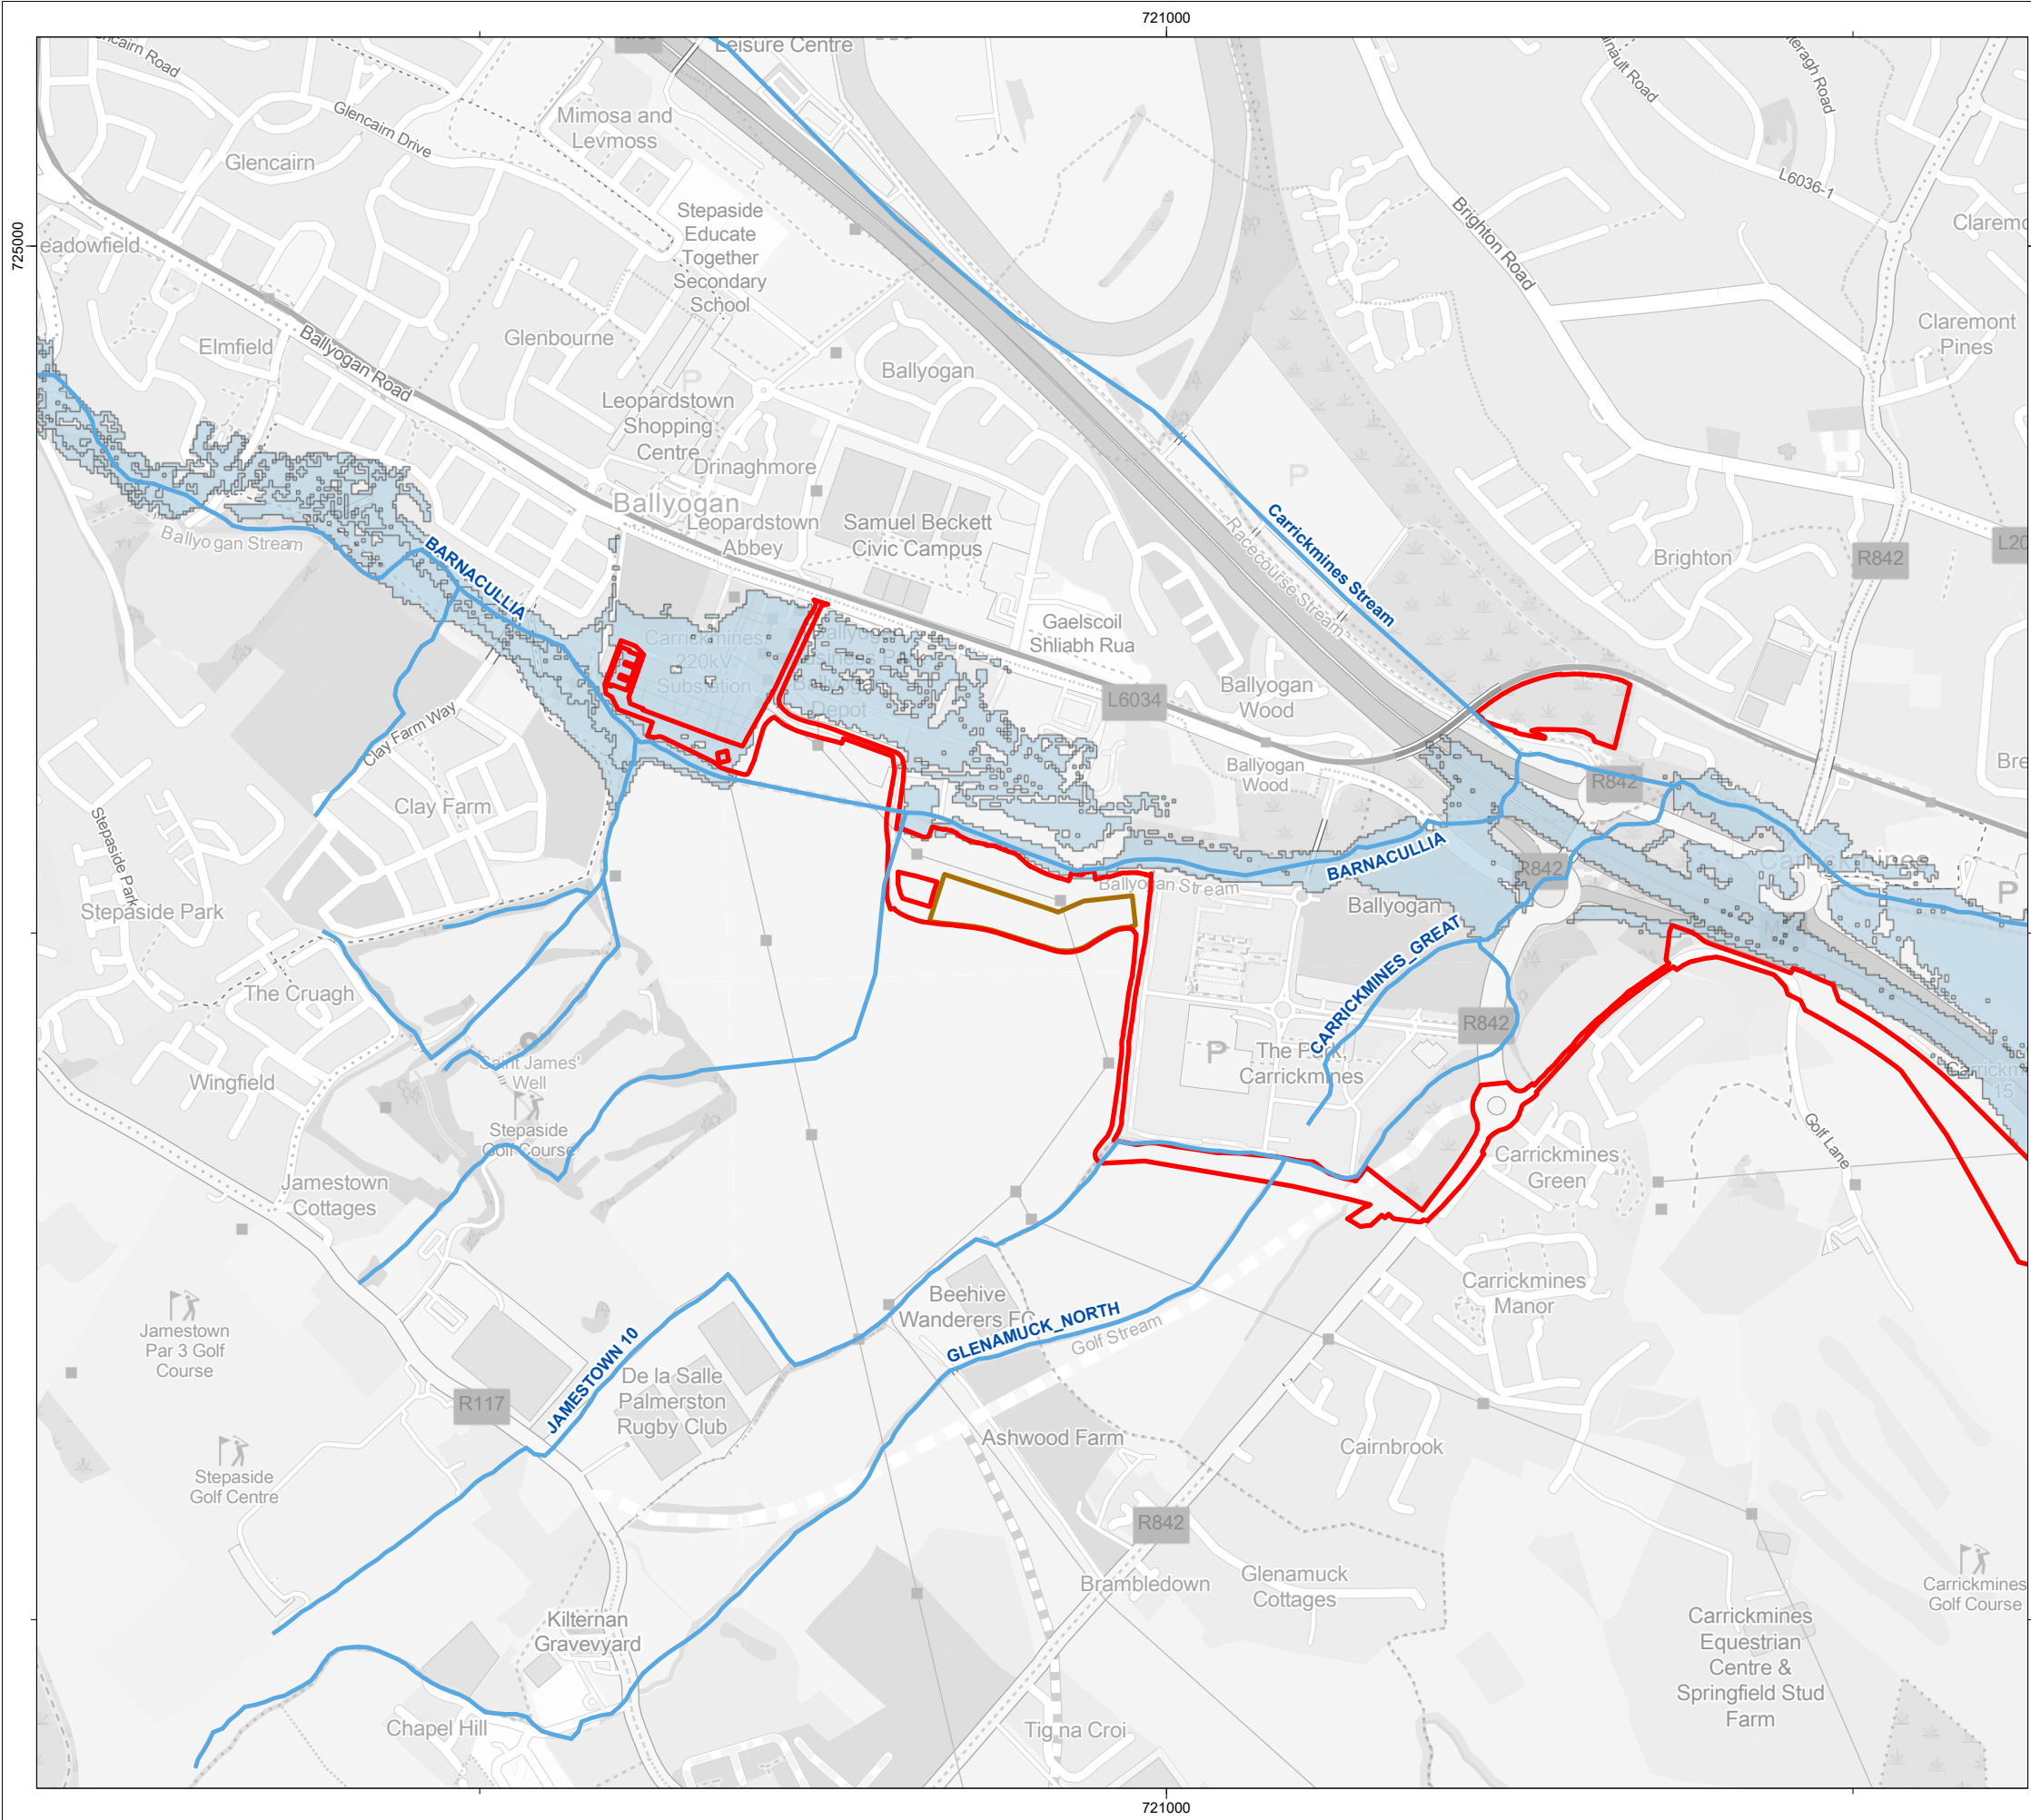 721000
725000
Leisure Centre
Glencairn Drive
Mimosa and
Levmoss
Glencairn
Stepaside
Educate
Together
Secondary
School
L6036-1
Brighton Road
eadowfield
Elmfield
Ballyogan Road
Glenbourne
P
Ballyogan
Leopardstown
Shopping
Centre
Drinaghmore
Claremont
Pines
P
Ballyogan
Leopardstown
Abbey
Samuel Beckett
Civic Campus
Ballyogan Stream
BARNACULLIA
Carrickmines Stream
Racecourse Stream
Brighton
R842
L20
Carrickmines
220kV
Substation
Depot
Gaelscoil
Shliabh Rua
L6034
Ballyogan
Wood
Ballyogan
Wood
R842
Clay Farm Way
Clay Farm
Stepaside Park
Stepaside Park
BARNACULLIA
R842
Carrickmines
P
Ballyogan Stream
Ballyogan
CARRICKMINES_GREAT
The Cruagh
Saint James'
Well
Wingfield
R842
P
The Park,
Carrickmines
15
Stepaside
Golf Course
Golf Lane
Jamestown
Cottages
Carrickmines
Green
Carrickmines
Manor
Beehive
Wanderers FC
GLENAMUCK_NORTH
Golf Stream
Jamestown
Par 3 Golf
Course
JAMESTOWN 10
De la Salle
Palmerston
Rugby Club
R117
Ashwood Farm
Cairnbrook
Stepaside
Golf Centre
R842
Brambledown
Glenamuck
Cottages
Carrickmines
Golf Course
Kilternan
Gravevyard
Carrickmines
Equestrian
Centre &
Springfield Stud
Farm
Chapel Hill
Tig na Croi
721000